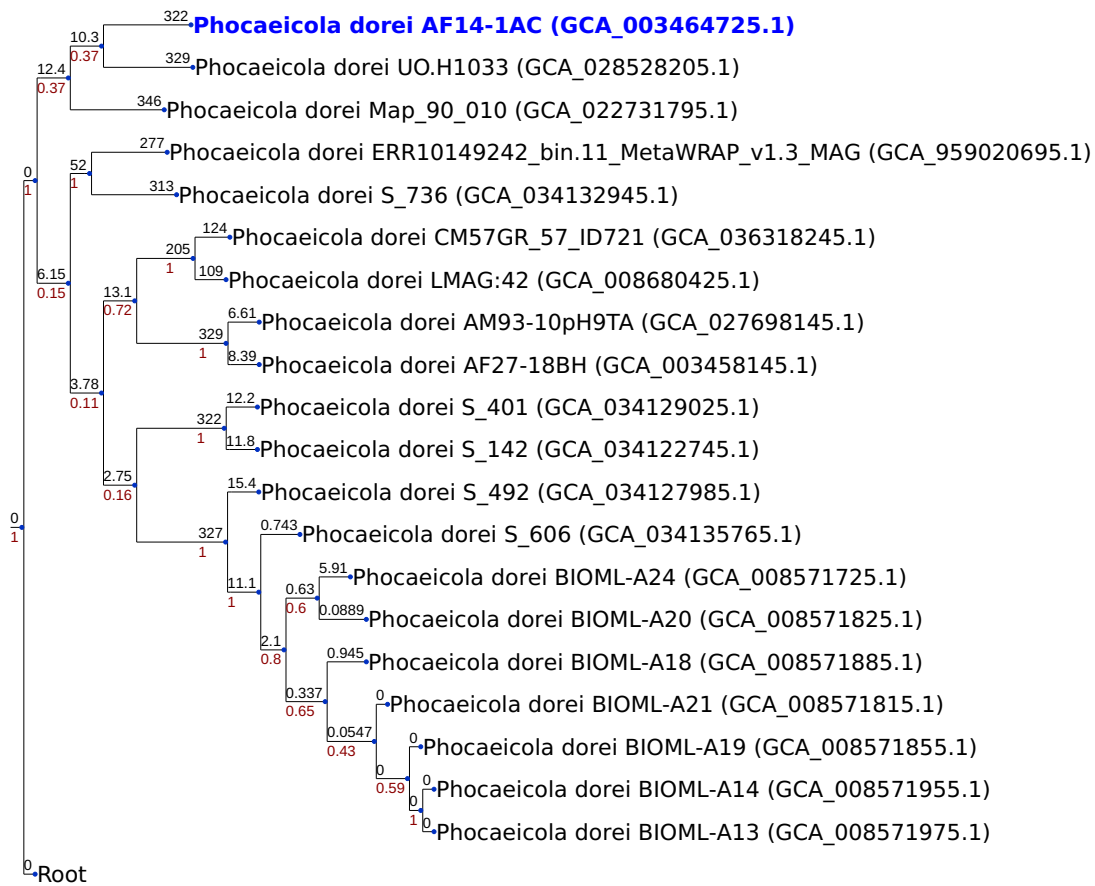 322
Phocaeicola dorei AF14-1AC (GCA_003464725.1)
10.3
0.37
329
Phocaeicola dorei UO.H1033 (GCA_028528205.1)
12.4
0.37
346
Phocaeicola dorei Map_90_010 (GCA_022731795.1)
277
Phocaeicola dorei ERR10149242_bin.11_MetaWRAP_v1.3_MAG (GCA_959020695.1)
52
1
0
1
313
Phocaeicola dorei S_736 (GCA_034132945.1)
124
Phocaeicola dorei CM57GR_57_ID721 (GCA_036318245.1)
205
1
109
Phocaeicola dorei LMAG:42 (GCA_008680425.1)
6.15
0.15
13.1
0.72
6.61
Phocaeicola dorei AM93-10pH9TA (GCA_027698145.1)
329
1
8.39
Phocaeicola dorei AF27-18BH (GCA_003458145.1)
3.78
0.11
12.2
Phocaeicola dorei S_401 (GCA_034129025.1)
322
1
11.8
Phocaeicola dorei S_142 (GCA_034122745.1)
2.75
0.16
15.4
Phocaeicola dorei S_492 (GCA_034127985.1)
0
1
327
1
0.743
Phocaeicola dorei S_606 (GCA_034135765.1)
5.91
Phocaeicola dorei BIOML-A24 (GCA_008571725.1)
11.1
1
0.63
0.6
0.0889
Phocaeicola dorei BIOML-A20 (GCA_008571825.1)
2.1
0.8
0.945
Phocaeicola dorei BIOML-A18 (GCA_008571885.1)
0.337
0.65
0
Phocaeicola dorei BIOML-A21 (GCA_008571815.1)
0.0547
0.43
0
Phocaeicola dorei BIOML-A19 (GCA_008571855.1)
0
0.59
0
Phocaeicola dorei BIOML-A14 (GCA_008571955.1)
0
1
0
Phocaeicola dorei BIOML-A13 (GCA_008571975.1)
0
Root